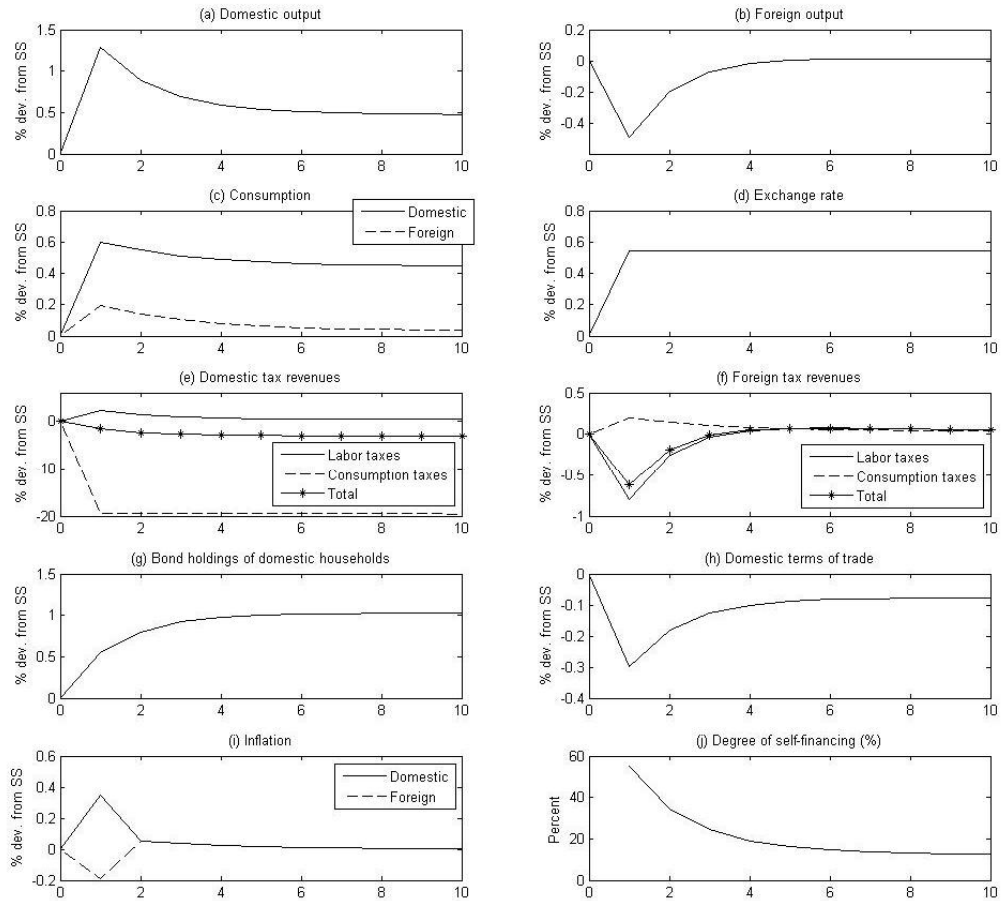 (a) Domestic output
% dev. from SS
1.5
1
0.5
0
0 2 4 6 8 10
(b) Foreign output
% dev. from SS
0.2
0
-0.2
-0.4
0 2 4 6 8 10
(c) Consumption
% dev. from SS
0.8
0.6
0.4
0.2
0
0 2 4 6 8 10
Domestic
Foreign
(d) Exchange rate
% dev. from SS
0.8
0.6
0.4
0.2
0
0 2 4 6 8 10
(e) Domestic tax revenues
% dev. from SS
0
10
-20
0 2 4 6 8 10
Labor taxes
Consumption taxes
Total
(f) Foreign tax revenues
% dev. from SS
0.5
0
-0.5
-1
0 2 4 6 8 10
Labor taxes
Consumption taxes
Total
(g) Bond holdings of domestic households
% dev. from SS
1.5
1
0.5
0
0 2 4 6 8 10
(h) Domestic terms of trade
% dev. from SS
0
-0.1
-0.2
-0.3
-0.4
0 2 4 6 8 10
(i) Inflation
% dev. from SS
0.6
0.4
0.2
0
-0.2
0 2 4 6 8 10
Domestic
Foreign
(j) Degree of self-financing (%)
Percent
60
40
20
0
0 2 4 6 8 10